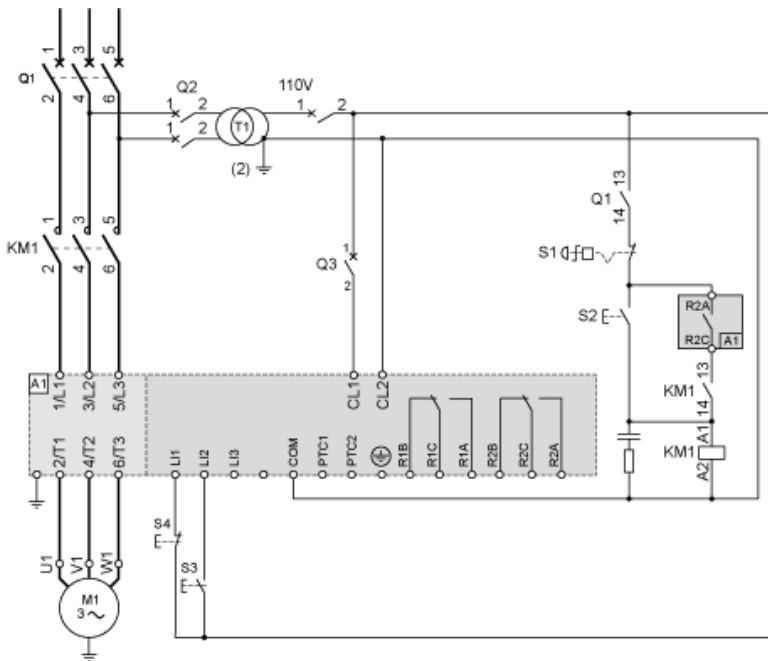 1
3
5
Q1
2
4
6
Q2
1
2
1
2
T1
(2)
110V
1
2
13
Q1
14
S1
S2
R2A
R2C
A1
13
KM1
14
A1
KM1
A2
1
3
5
KM1
2
4
6
1
Q3
2
A1
1/L1
3/L2
5/L3
CL1
CL2
2/T1
4/T2
6/T3
LI1
LI2
LI3
COM
PTC1
PTC2
R1B
R1C
R1A
R2B
R2C
R2A
S4
S3
U1
V1
W1
M1
3